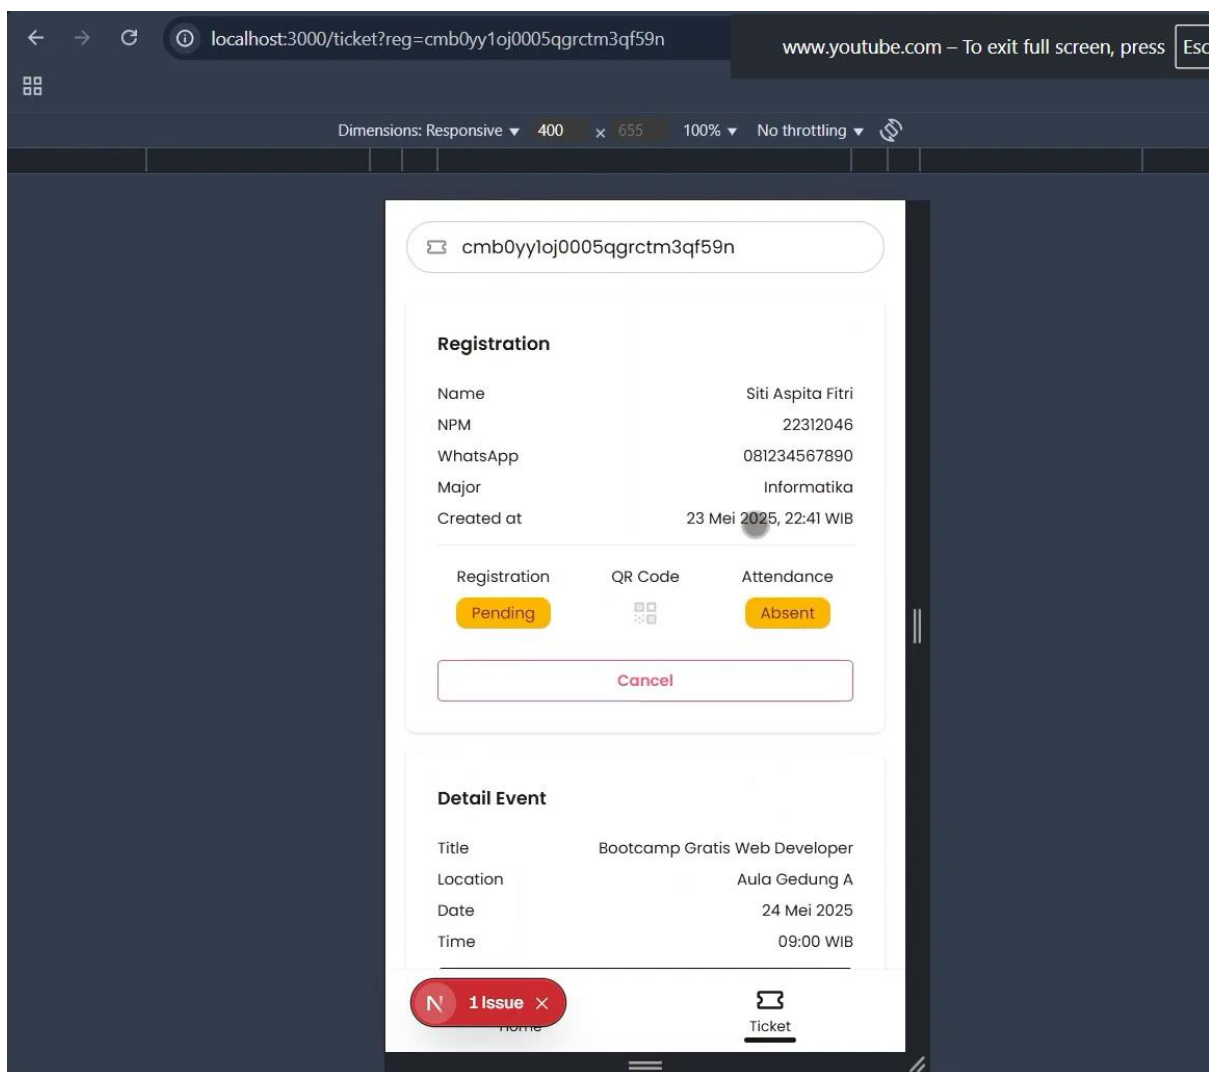 localhost:3000/ticket?reg=cmb0yy1oj0005qgrctm3qf59n
www.youtube.com – To exit full screen, press Esc
Dimensions: Responsive 400 × 655 100% No throttling
cmb0yy1oj0005qgrctm3qf59n
Registration
Name Siti Aspita Fitri
NPM 22312046
WhatsApp 081234567890
Major Informatika
Created at 23 Mei 2025, 22:41 WIB
Registration QR Code Attendance
Pending Absent
Cancel
Detail Event
Title Bootcamp Gratis Web Developer
Location Aula Gedung A
Date 24 Mei 2025
Time 09:00 WIB
N 1 Issue ×
Home Ticket